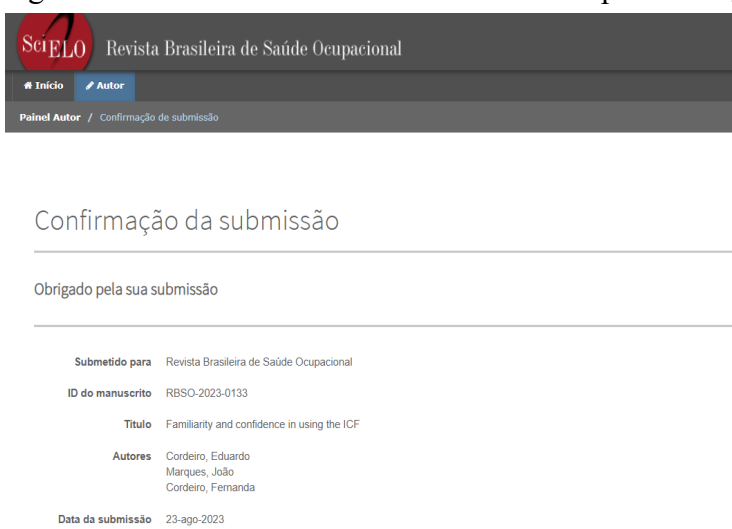 SciELO Revista Brasileira de Saúde Ocupacional
Início Autor
Painel Autor / Confirmação de submissão
Confirmação da submissão
Obrigado pela sua submissão
Submetido para Revista Brasileira de Saúde Ocupacional
ID do manuscrito RBSO-2023-0133
Título Familiarity and confidence in using the ICF
Autores Cordeiro, Eduardo
Marques, João
Cordeiro, Fernanda
Data da submissão 23-ago-2023